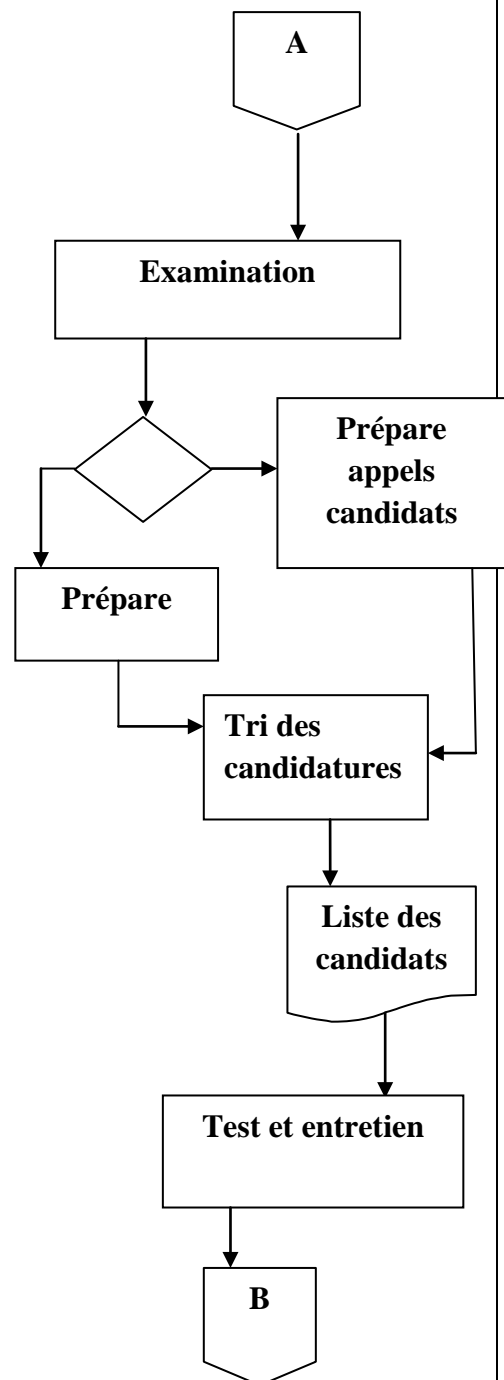 A
Examination
Prépare
appels
candidats
Prépare
Tri des
candidatures
Liste des
candidats
Test et entretien
B